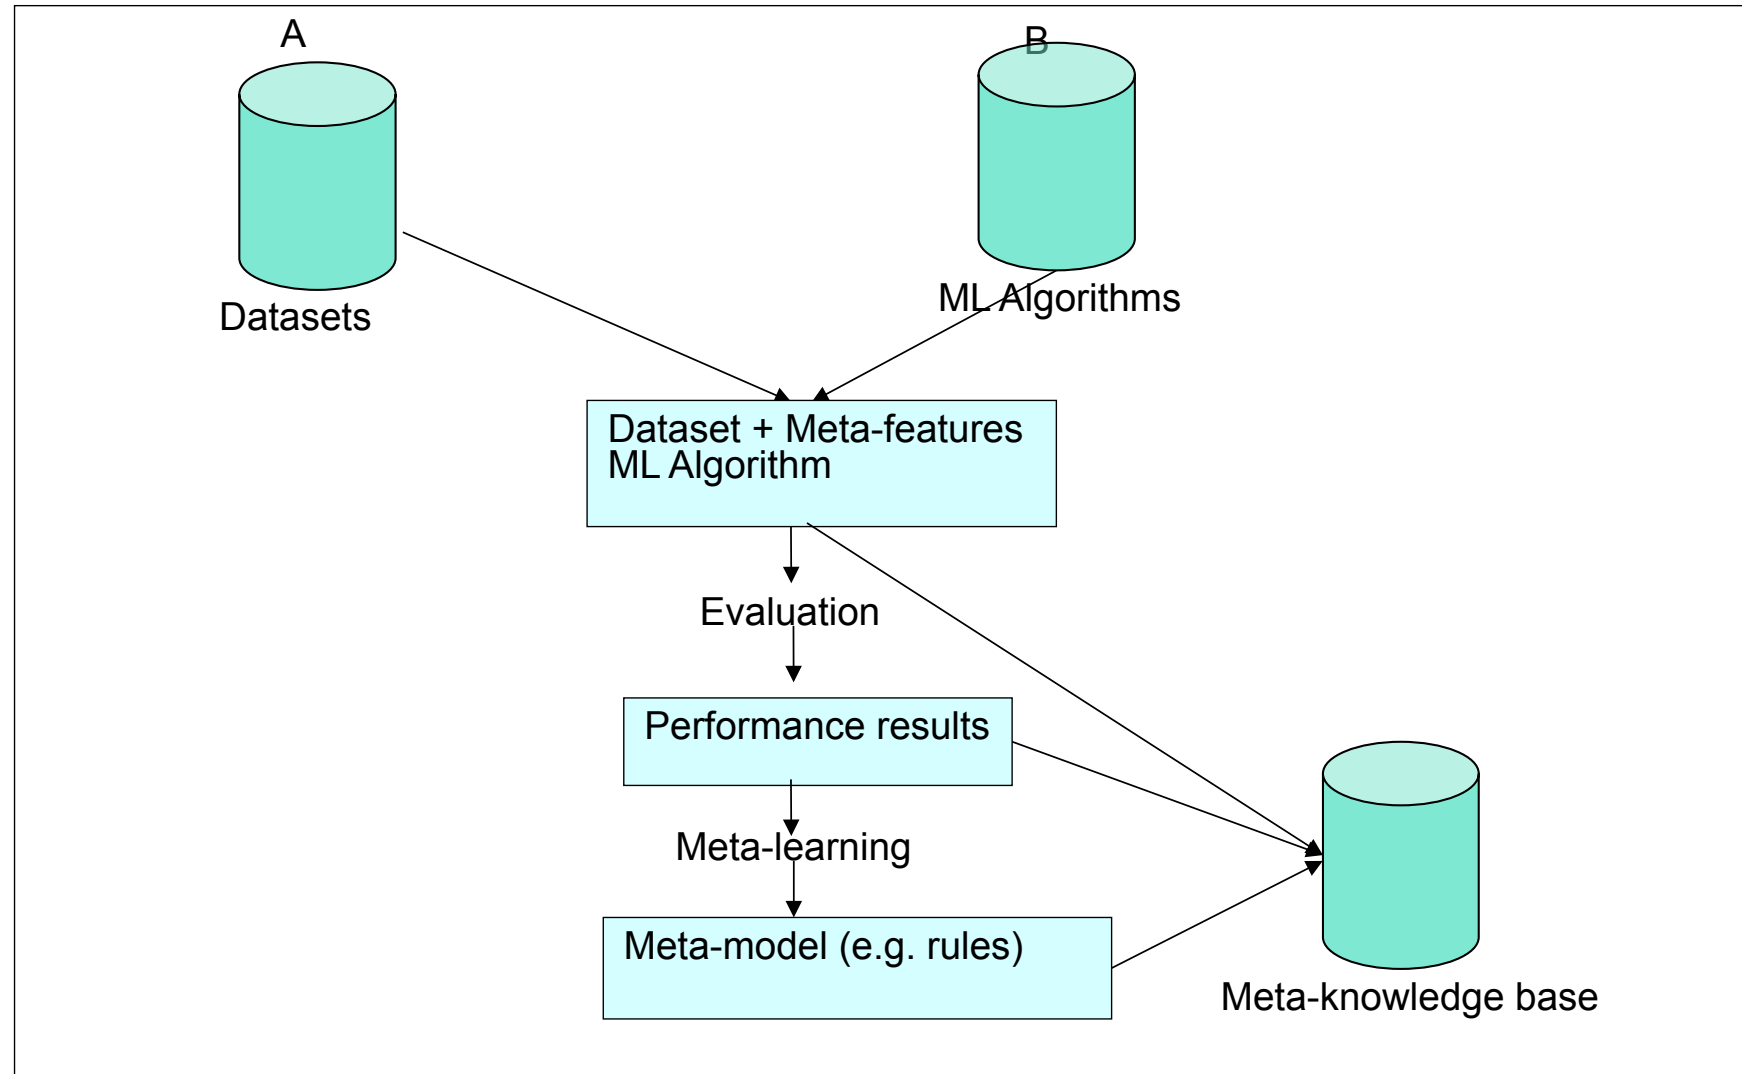 A
B
Datasets
ML Algorithms
Dataset + Meta-features
ML Algorithm
Evaluation
Performance results
Meta-learning
Meta-model (e.g. rules)
Meta-knowledge base